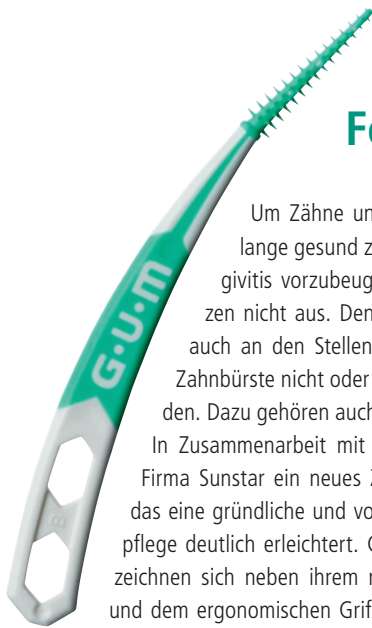 Fe
Um Zähne un
lange gesund z
givitis vorzubeug
zen nicht aus. Den
auch an den Stellen
Zahnbürste nicht oder
den. Dazu gehören auch
In Zusammenarbeit mit
Firma Sunstar ein neues Z
das eine gründliche und vo
pflege deutlich erleichtert. G
zeichnen sich neben ihrem n
und dem ergonomischen Grif
G·U·M